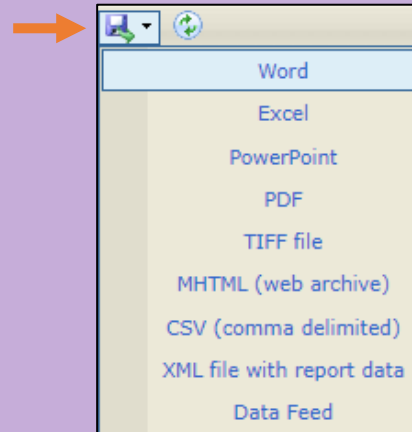 Word
Excel
PowerPoint
PDF
TIFF file
MHTML (web archive)
CSV (comma delimited)
XML file with report data
Data Feed